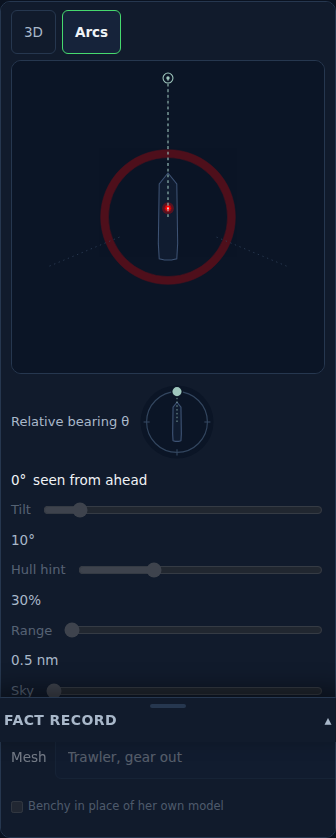 3D Arcs
Relative bearing θ
0° seen from ahead
Tilt
10°
Hull hint
30%
Range
0.5 nm
Sky
FACT RECORD ▲
Mesh Trawler, gear out
Benchy in place of her own model